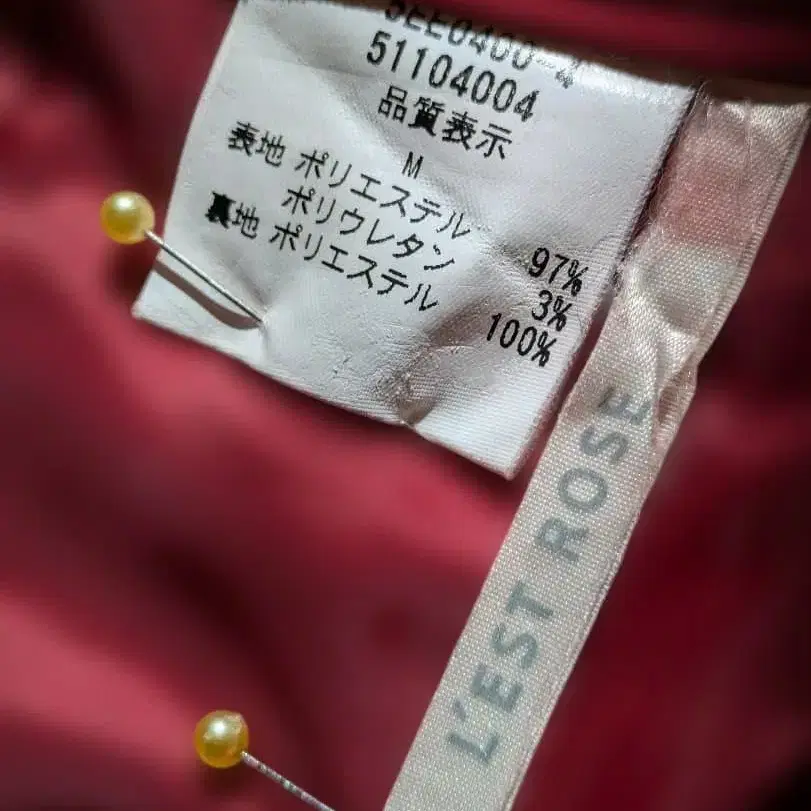 51104004
品質表示
M
表地 ポリエステル 97%
ポリウレタン 3%
裏地 ポリエステル 100%
L'EST ROSE